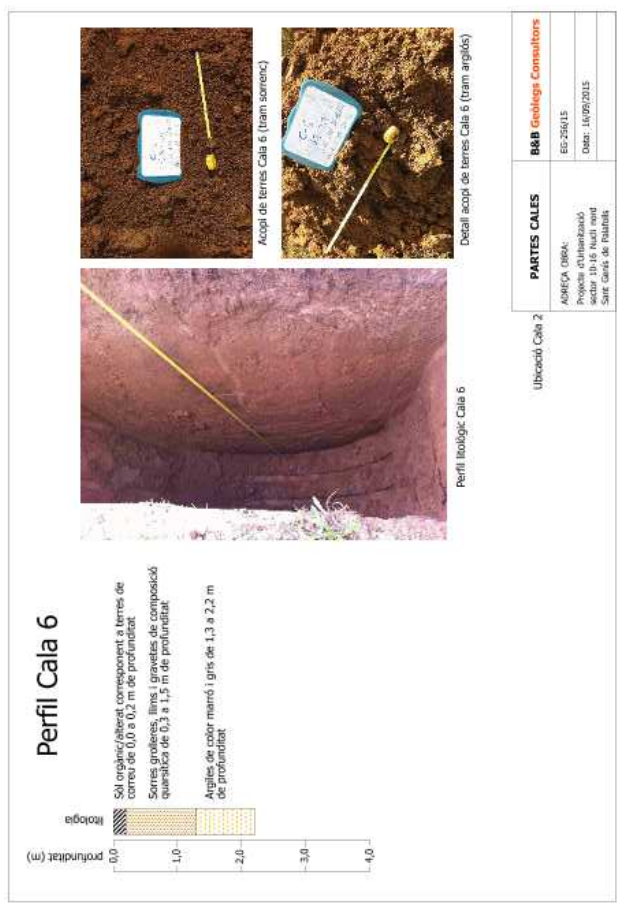 Perfil Cala 6
profunditat (m)
litologia
0,0
1,0
2,0
3,0
4,0
Sòl orgànic/alterat corresponent a terres de
correu de 0,0 a 0,2 m de profunditat
Sorres grolleres, llims i gravetes de composició
quarsítica de 0,3 a 1,5 m de profunditat
Argiles de color marró i gris de 1,3 a 2,2 m
de profunditat
Perfil litològic Cala 6
Acopi de terres Cala 6 (tram sorrenc)
Detall acopi de terres Cala 6 (tram argilós)
Ubicació Cala 2
PARTES CALES
B&B Geòlegs Consultors
ADREÇA OBRA:
Projecte d'Urbanització
sector 10-16 Nucli nord
Sant Genís de Palafolls
EG-256/15
Data: 16/09/2015